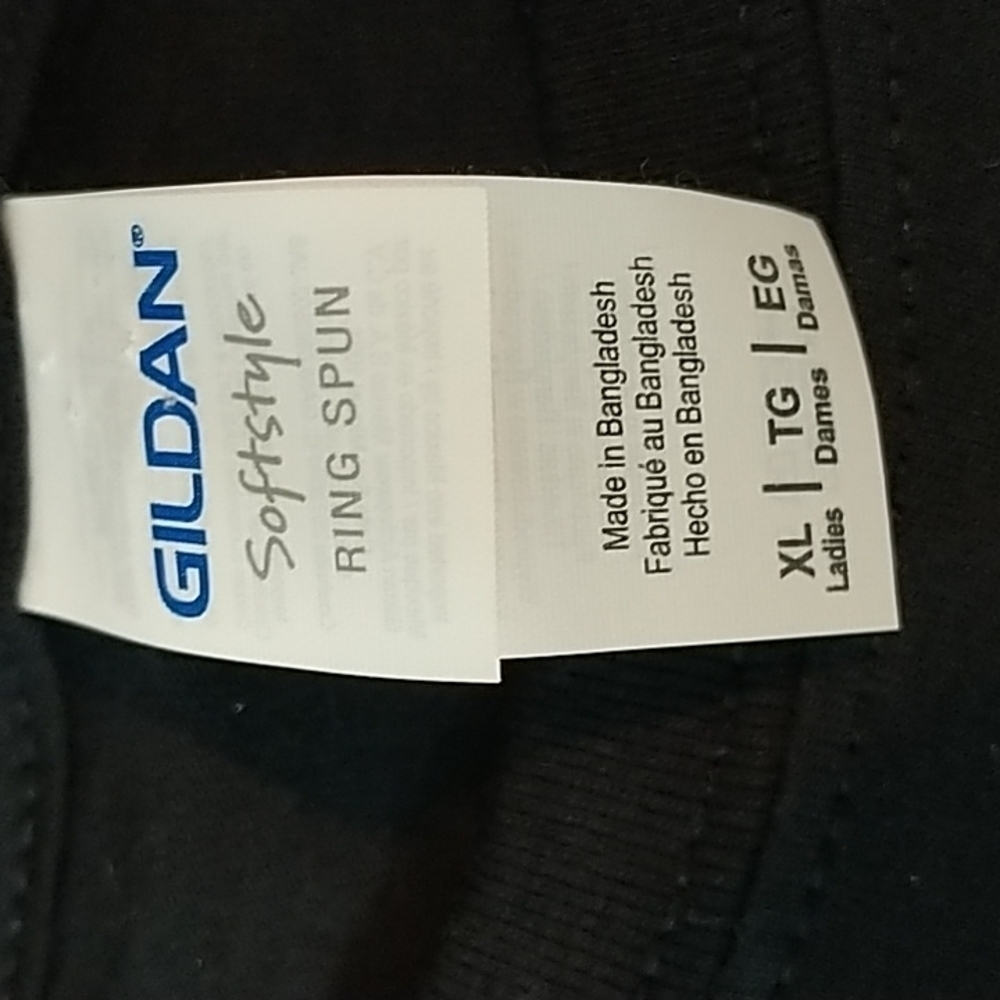 GILDAN®
Softstyle
RING SPUN
Made in Bangladesh
Fabriqué au Bangladesh
Hecho en Bangladesh
XL | TG | EG
Ladies Dames Damas